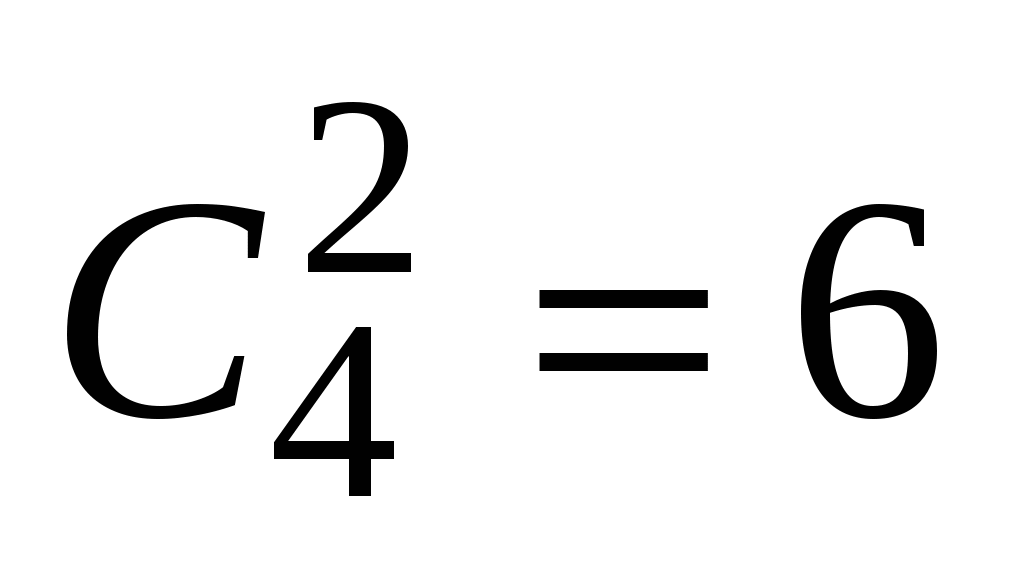 C₄² = 6